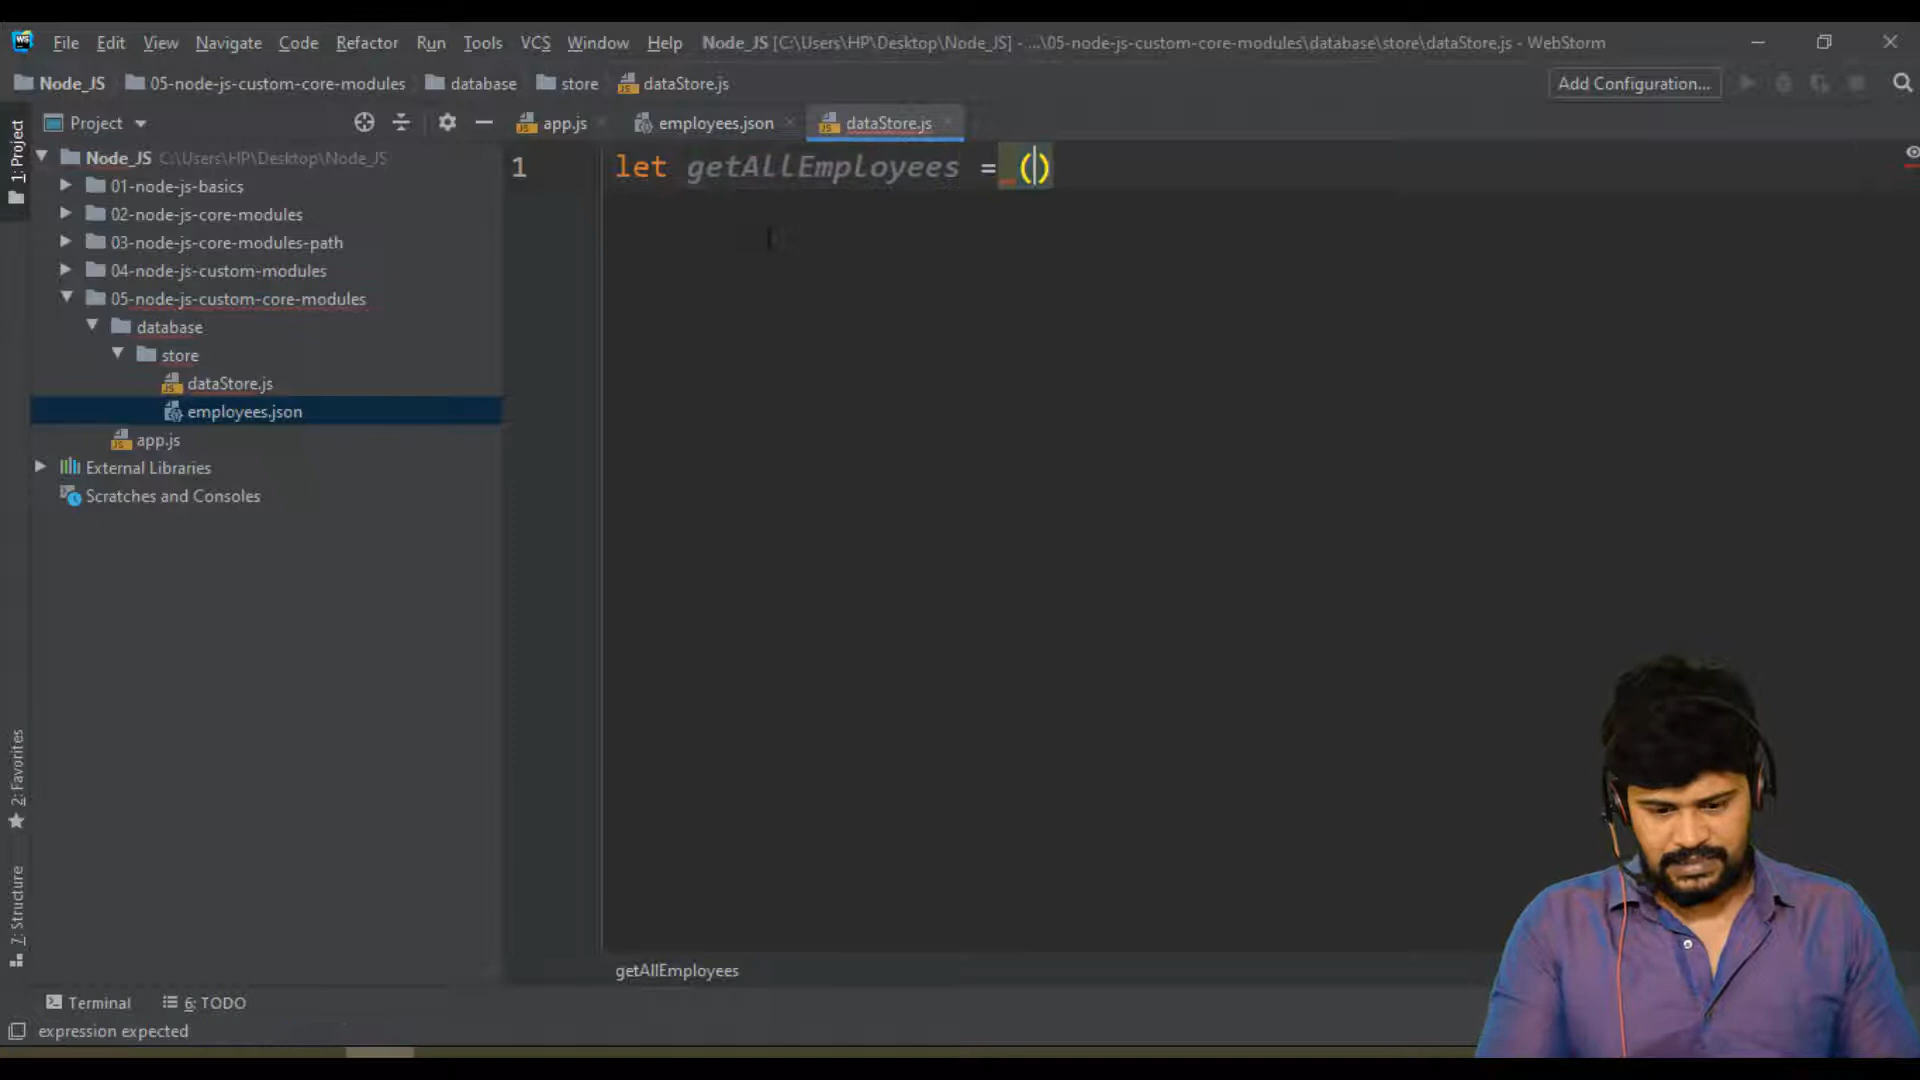 WS File Edit View Navigate Code Refactor Run Tools VCS Window Help Node_JS [C:\Users\HP\Desktop\Node_JS] - ...\05-node-js-custom-core-modules\database\store\dataStore.js - WebStorm
Node_JS 05-node-js-custom-core-modules database store dataStore.js Add Configuration...
1: Project
Project app.js employees.json dataStore.js
Node_JS C:\Users\HP\Desktop\Node_JS
01-node-js-basics
02-node-js-core-modules
03-node-js-core-modules-path
04-node-js-custom-modules
05-node-js-custom-core-modules
database
store
dataStore.js
employees.json
app.js
External Libraries
Scratches and Consoles
1 let getAllEmployees = ()
2: Favorites
7: Structure
getAllEmployees
Terminal 6: TODO
expression expected